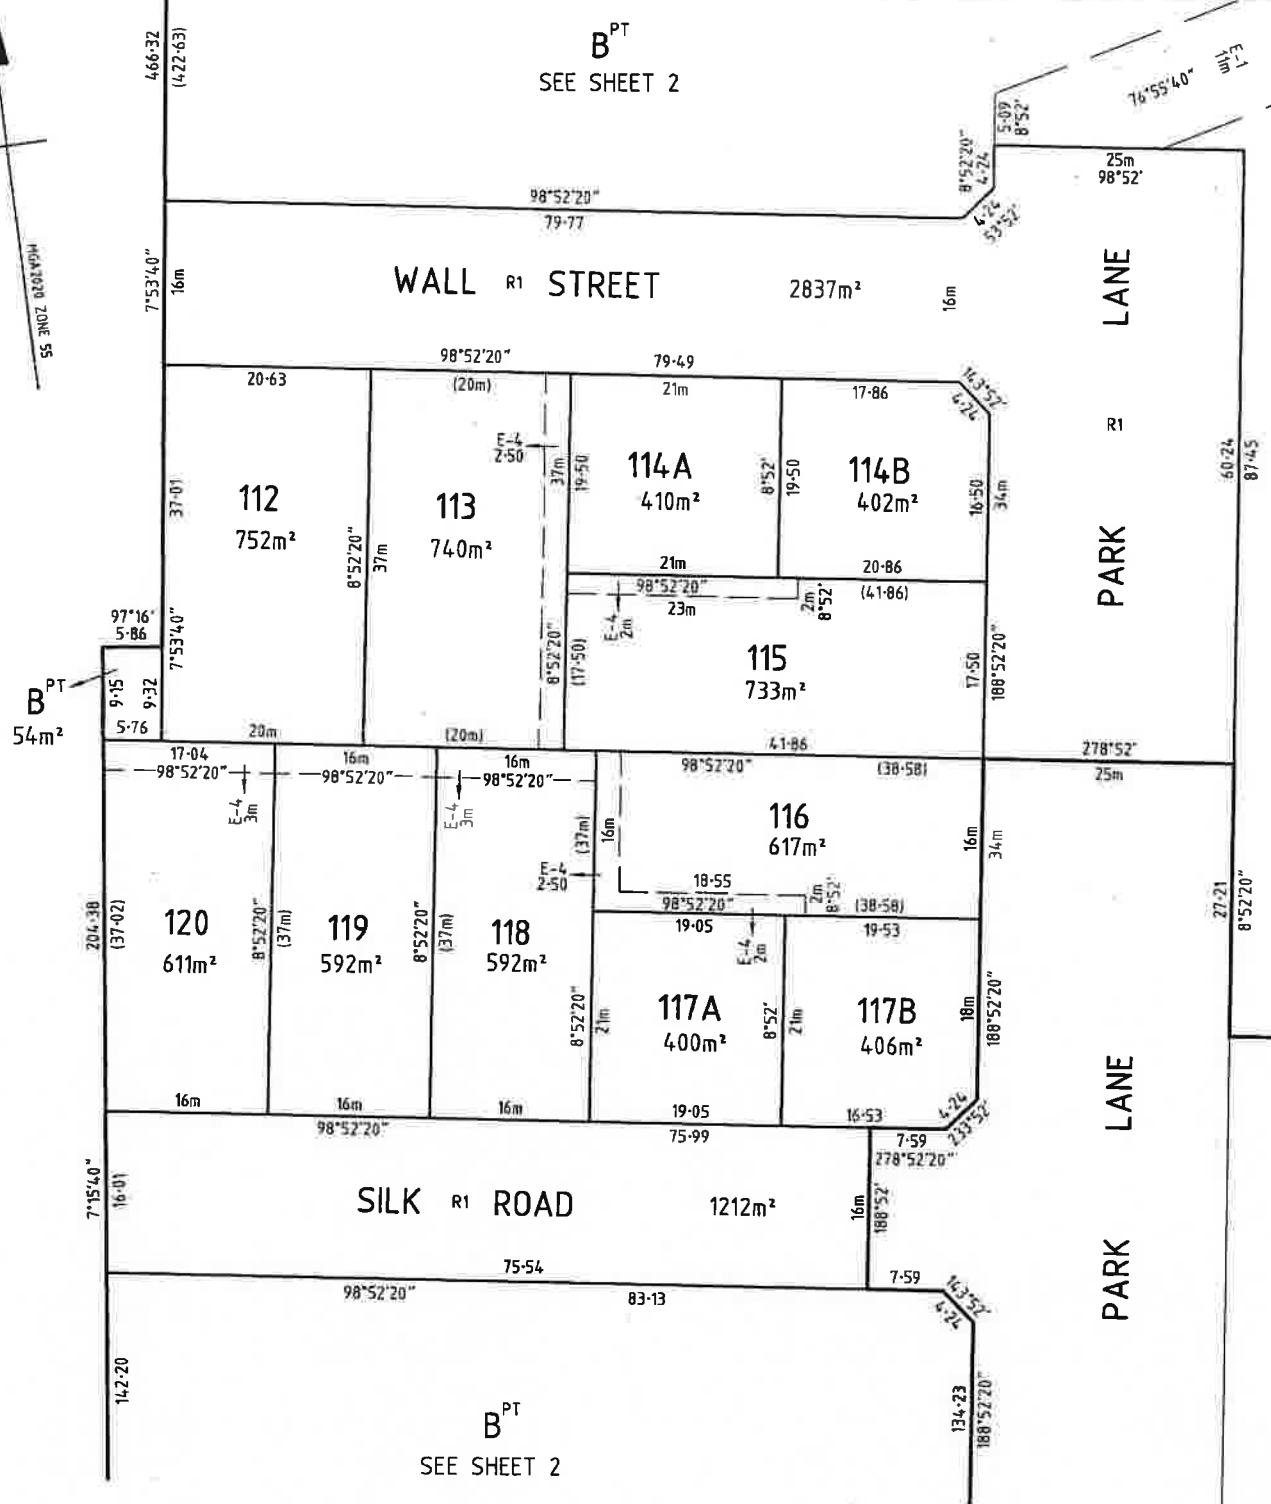 466·32
(422·63)
B PT
SEE SHEET 2
E-1
11m
76°55'40"
5·09
8°52'
8°52'20"
4·24
25m
98°52'
4·24
53°52'
98°52'20"
79·77
MGA2020 ZONE 55
7°53'40"
16m
WALL R1 STREET 2837m²
16m
LANE
R1
PARK
60·24
87·45
98°52'20"
79·49
20·63
(20m)
21m
17·86
143°52'
4·24
E-4
2·50
37m
19·50
114A
410m²
8°52'
19·50
114B
402m²
16·50
34m
37·01
112
752m²
8°52'20"
37m
113
740m²
21m
98°52'20"
23m
20·86
(41·86)
2m
8°52'
E-4
2m
97°16'
5·86
7°53'40"
8°52'20"
(17·50)
115
733m²
17·50
188°52'20"
B PT
54m²
9·15
9·32
5·76
20m
(20m)
41·86
278°52'
25m
17·04
98°52'20"
16m
98°52'20"
16m
98°52'20"
98°52'20"
(38·58)
E-4
3m
E-4
3m
(37m)
16m
116
617m²
16m
34m
E-4
2·50
18·55
98°52'20"
2m
8°52'
(38·58)
204·38
(37·02)
120
611m²
8°52'20"
(37m)
119
592m²
8°52'20"
(37m)
118
592m²
19·05
E-4
2m
19·53
27·21
8°52'20"
8°52'20"
21m
117A
400m²
8°52'
21m
117B
406m²
18m
188°52'20"
16m
16m
16m
19·05
16·53
4·24
233°52'
98°52'20"
75·99
7·59
278°52'20"
LANE
PARK
7°15'40"
16·01
SILK R1 ROAD 1212m²
16m
188°52'
75·54
7·59
98°52'20"
83·13
143°52'
4·24
142·20
134·23
188°52'20"
B PT
SEE SHEET 2